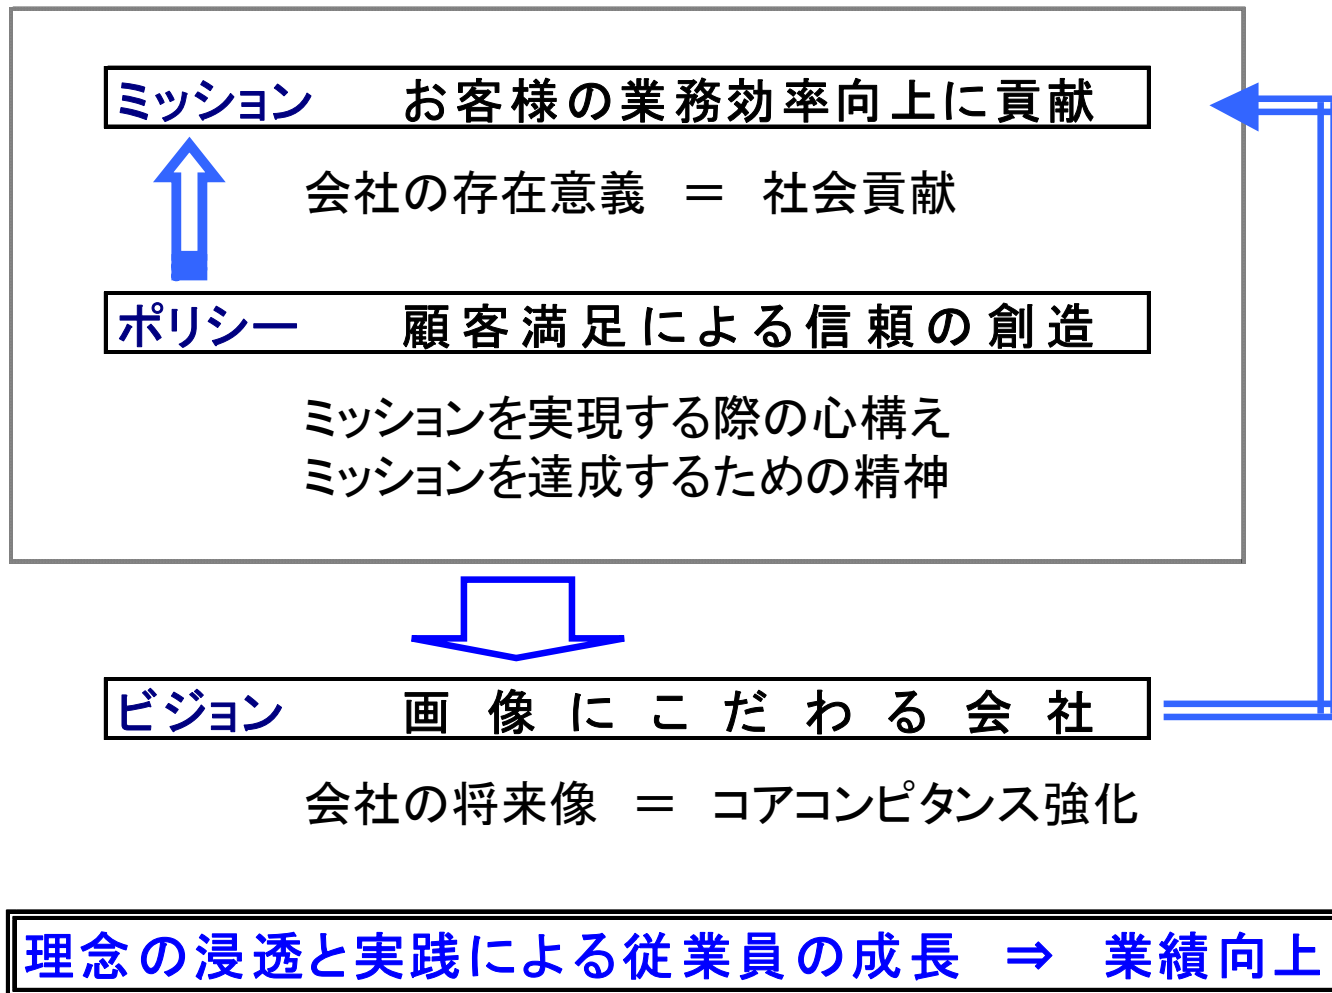 ミッション　お客様の業務効率向上に貢献
会社の存在意義　＝　社会貢献
ポリシー　顧客満足による信頼の創造
ミッションを実現する際の心構え
ミッションを達成するための精神
ビジョン　画像にこだわる会社
会社の将来像　＝　コアコンピタンス強化
理念の浸透と実践による従業員の成長　⇒　業績向上